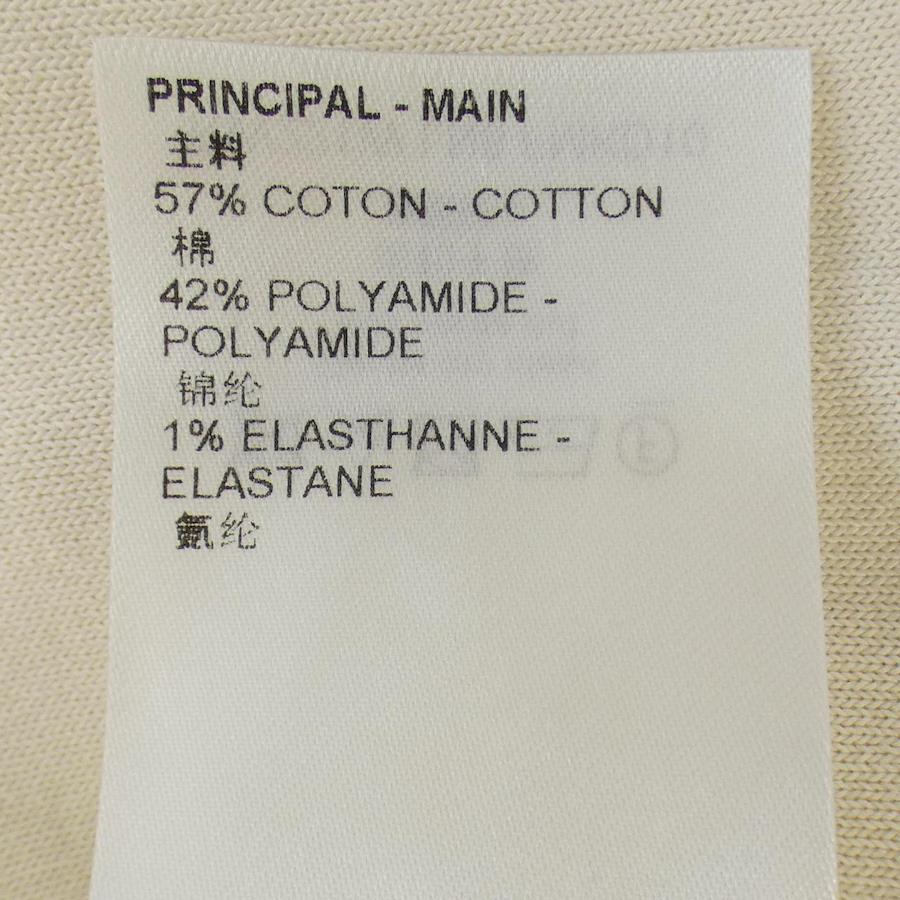 PRINCIPAL - MAIN
主料
57% COTON - COTTON
棉
42% POLYAMIDE -
POLYAMIDE
锦纶
1% ELASTHANNE -
ELASTANE
氨纶